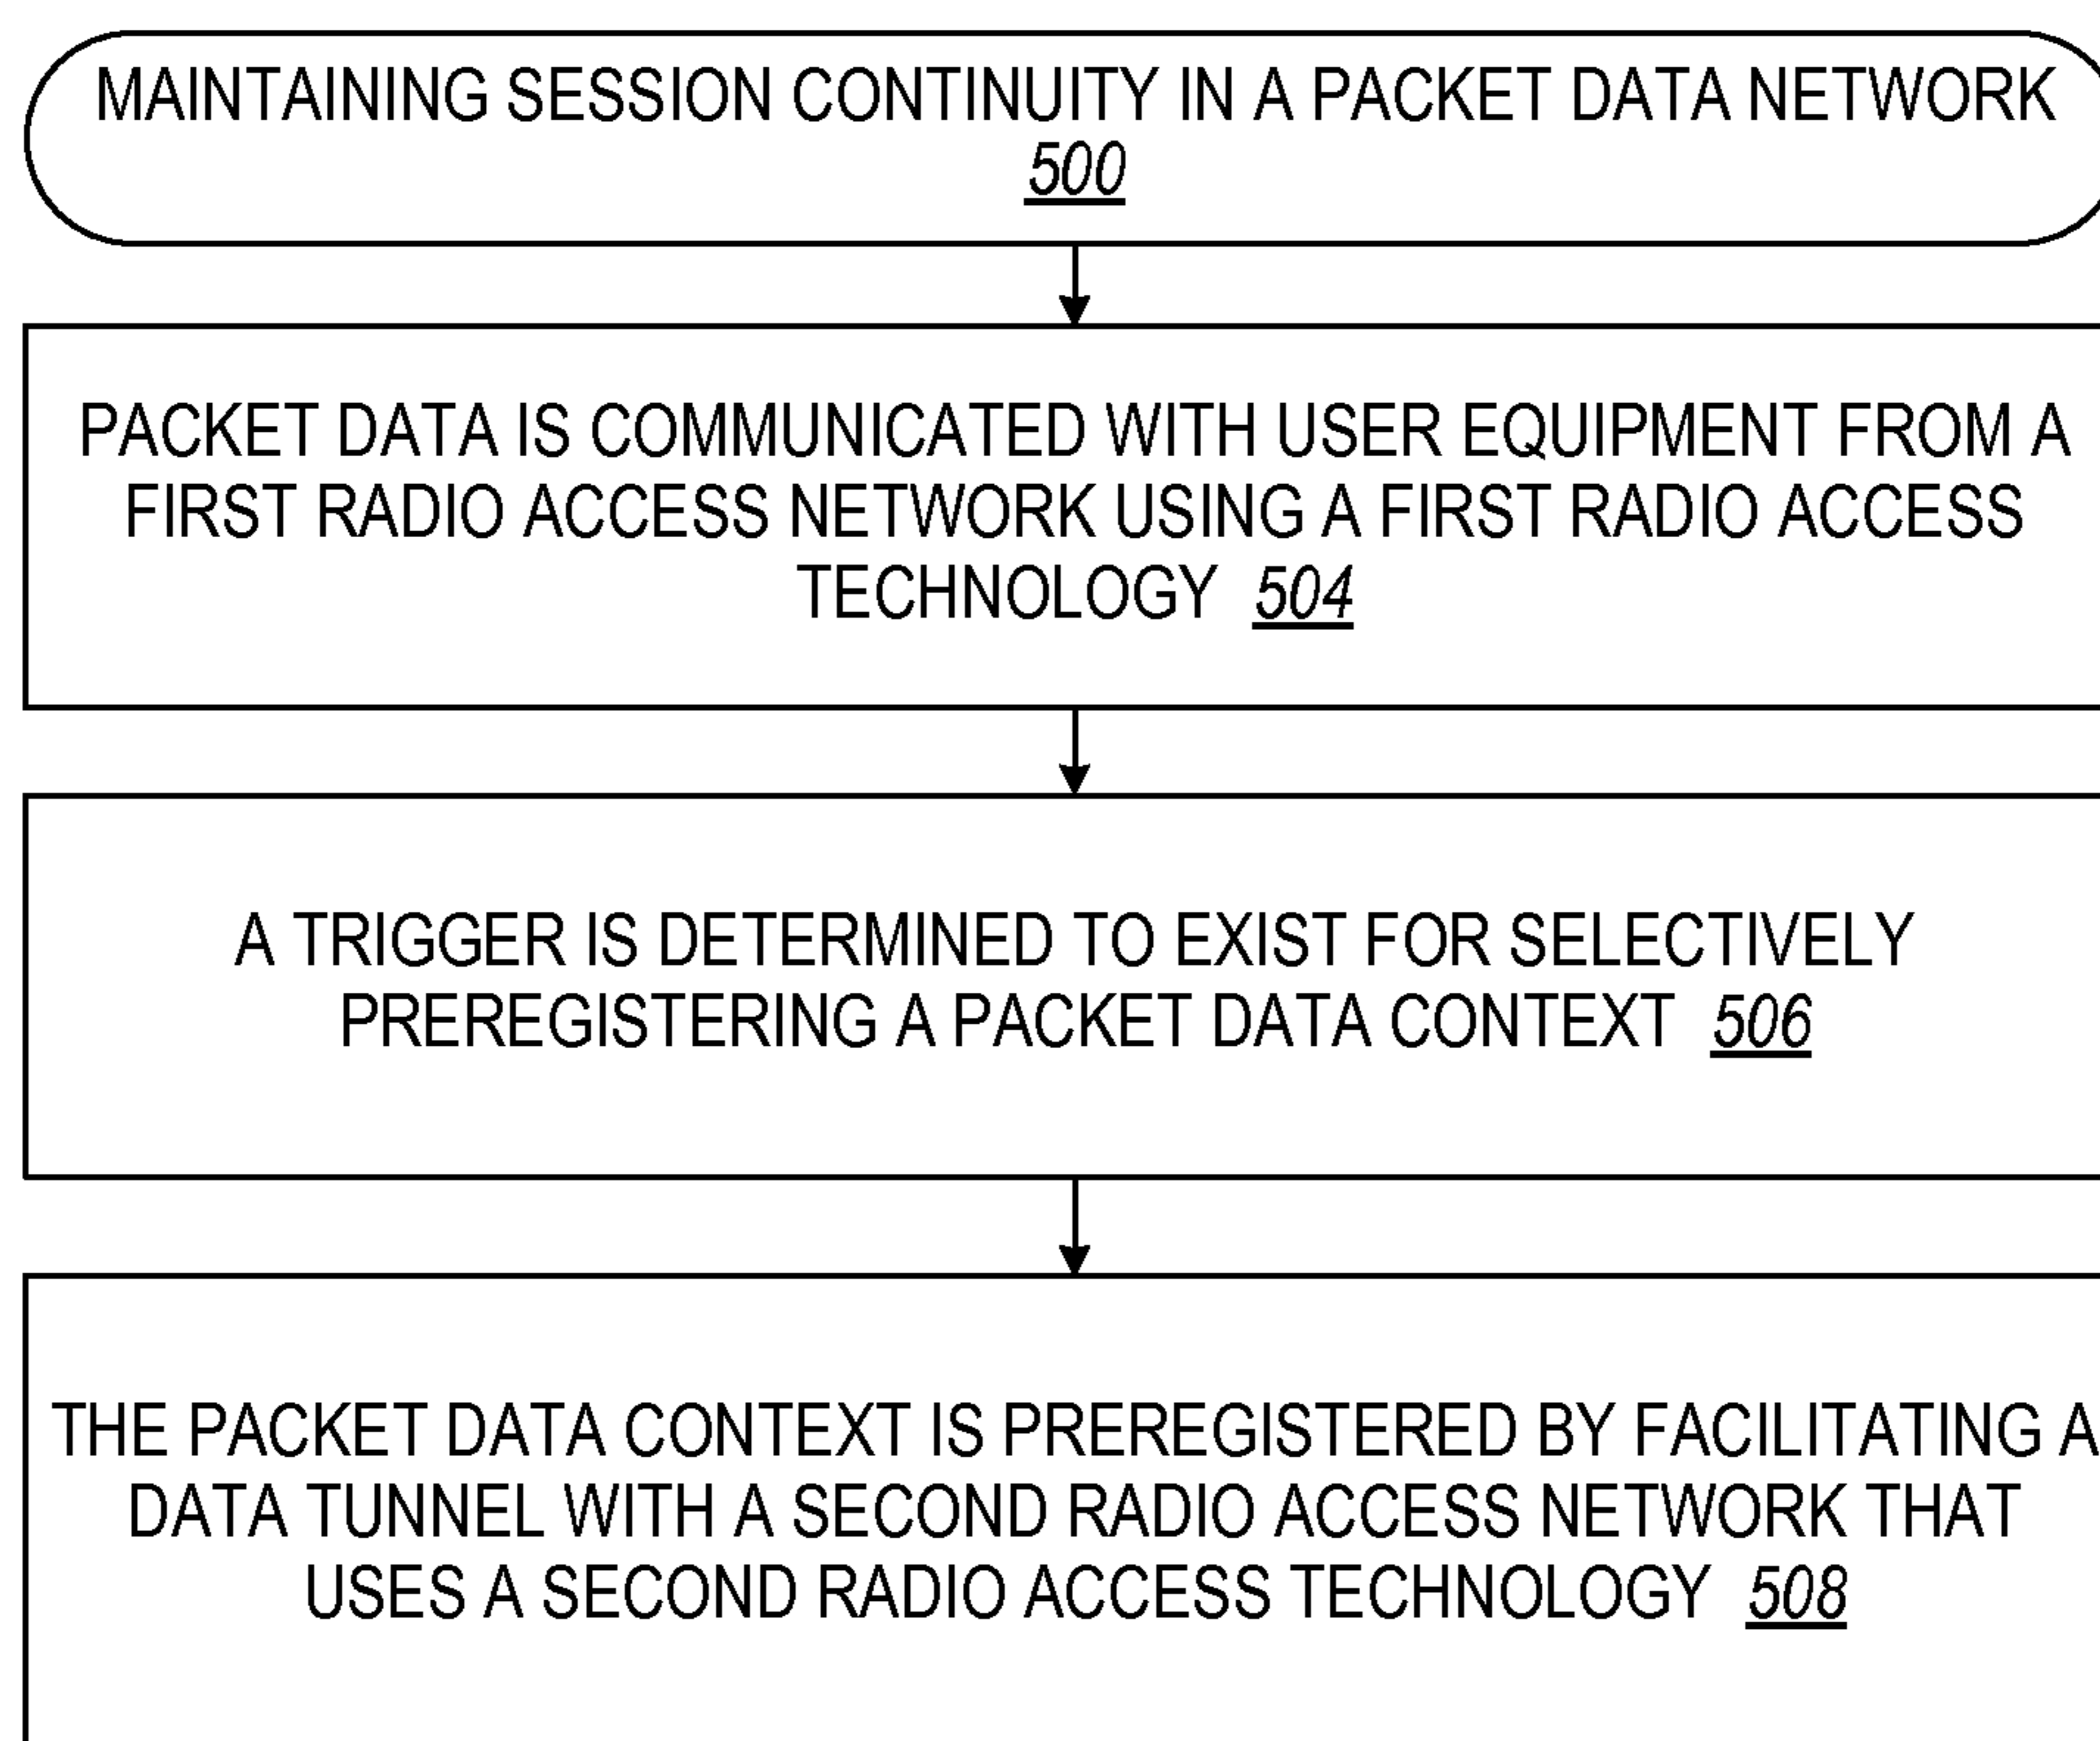 MAINTAINING SESSION CONTINUITY IN A PACKET DATA NETWORK
500
PACKET DATA IS COMMUNICATED WITH USER EQUIPMENT FROM A
FIRST RADIO ACCESS NETWORK USING A FIRST RADIO ACCESS
TECHNOLOGY 504
A TRIGGER IS DETERMINED TO EXIST FOR SELECTIVELY
PREREGISTERING A PACKET DATA CONTEXT 506
THE PACKET DATA CONTEXT IS PREREGISTERED BY FACILITATING A
DATA TUNNEL WITH A SECOND RADIO ACCESS NETWORK THAT
USES A SECOND RADIO ACCESS TECHNOLOGY 508